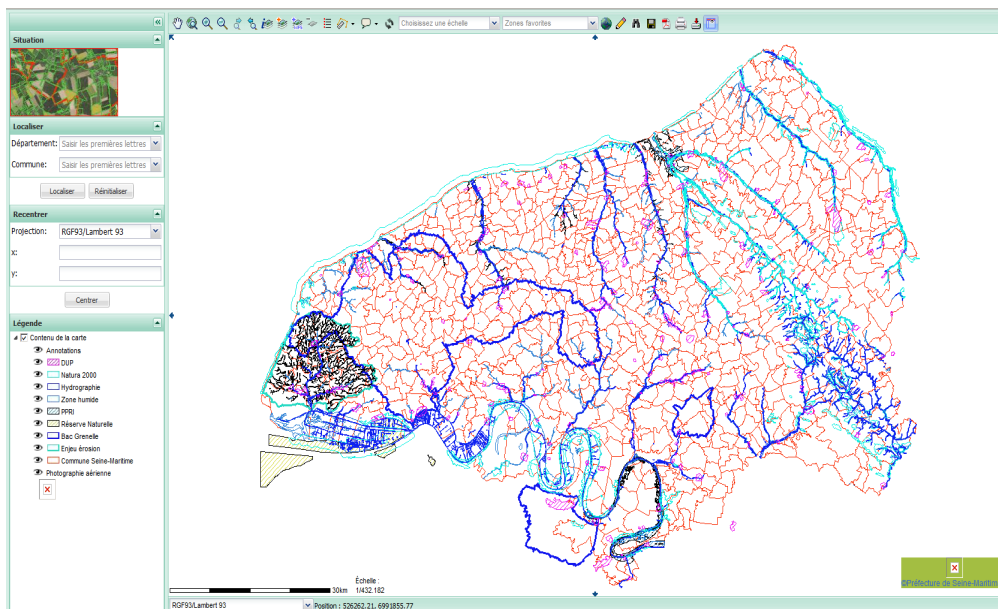 Choisissez une échelle
Zones favorites
Situation
Localiser
Département: Saisir les premières lettres
Commune: Saisir les premières lettres
Localiser Réinitialiser
Recentrer
Projection: RGF93/Lambert 93
x:
y:
Centrer
Légende
Contenu de la carte
Annotations
DUP
Natura 2000
Hydrographie
Zone humide
PPRI
Réserve Naturelle
Bac Grenelle
Enjeu érosion
Commune Seine-Maritime
Photographie aérienne
30km
Échelle :
1/432.182
©Préfecture de Seine-Maritime
RGF93/Lambert 93
Position : 526262.21, 6991855.77